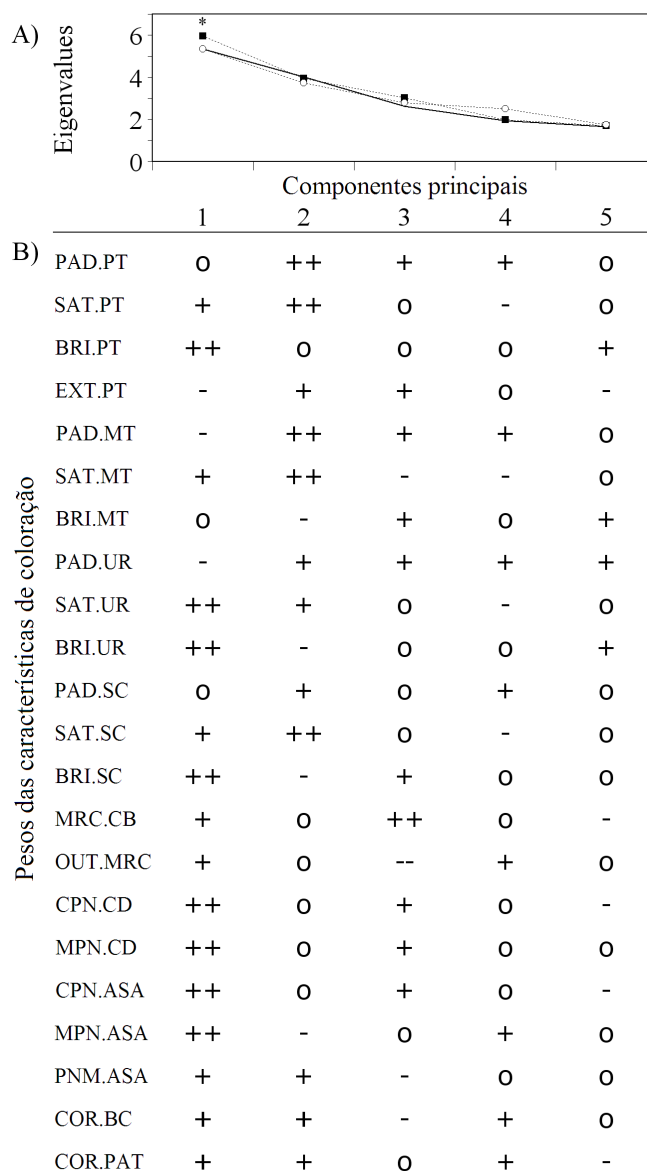 A)
*
Eigenvalues
6
4
2
0
Componentes principais
1 2 3 4 5
B)
Pesos das características de coloração
PAD.PT o ++ + + o
SAT.PT + ++ o - o
BRI.PT ++ o o o +
EXT.PT - + + o -
PAD.MT - ++ + + o
SAT.MT + ++ - - o
BRI.MT o - + o +
PAD.UR - + + + +
SAT.UR ++ + o - o
BRI.UR ++ - o o +
PAD.SC o + o + o
SAT.SC + ++ o - o
BRI.SC ++ - + o o
MRC.CB + o ++ o -
OUT.MRC + o -- + o
CPN.CD ++ o + o -
MPN.CD ++ o + o o
CPN.ASA ++ o + o -
MPN.ASA ++ - o + o
PNM.ASA + + - o o
COR.BC + + - + o
COR.PAT + + o + -